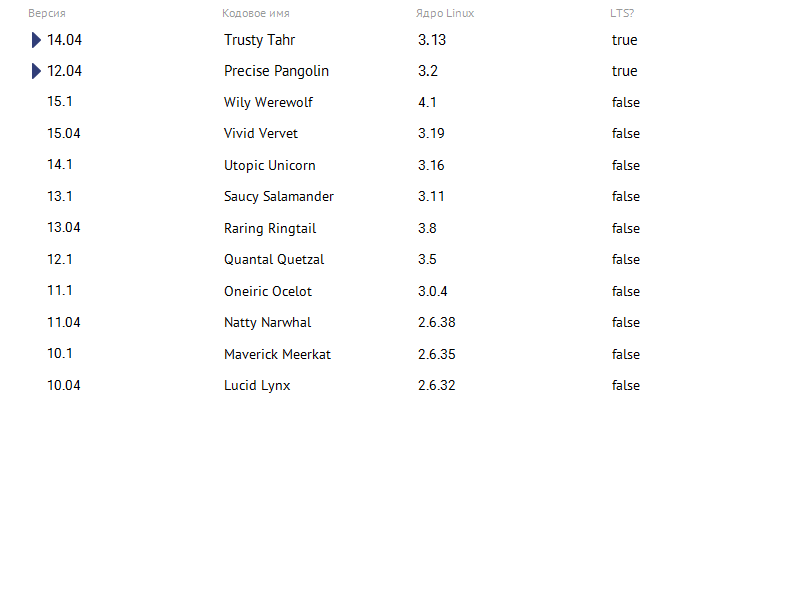 Версия Кодовое имя Ядро Linux LTS?
14.04 Trusty Tahr 3.13 true
12.04 Precise Pangolin 3.2 true
15.1 Wily Werewolf 4.1 false
15.04 Vivid Vervet 3.19 false
14.1 Utopic Unicorn 3.16 false
13.1 Saucy Salamander 3.11 false
13.04 Raring Ringtail 3.8 false
12.1 Quantal Quetzal 3.5 false
11.1 Oneiric Ocelot 3.0.4 false
11.04 Natty Narwhal 2.6.38 false
10.1 Maverick Meerkat 2.6.35 false
10.04 Lucid Lynx 2.6.32 false